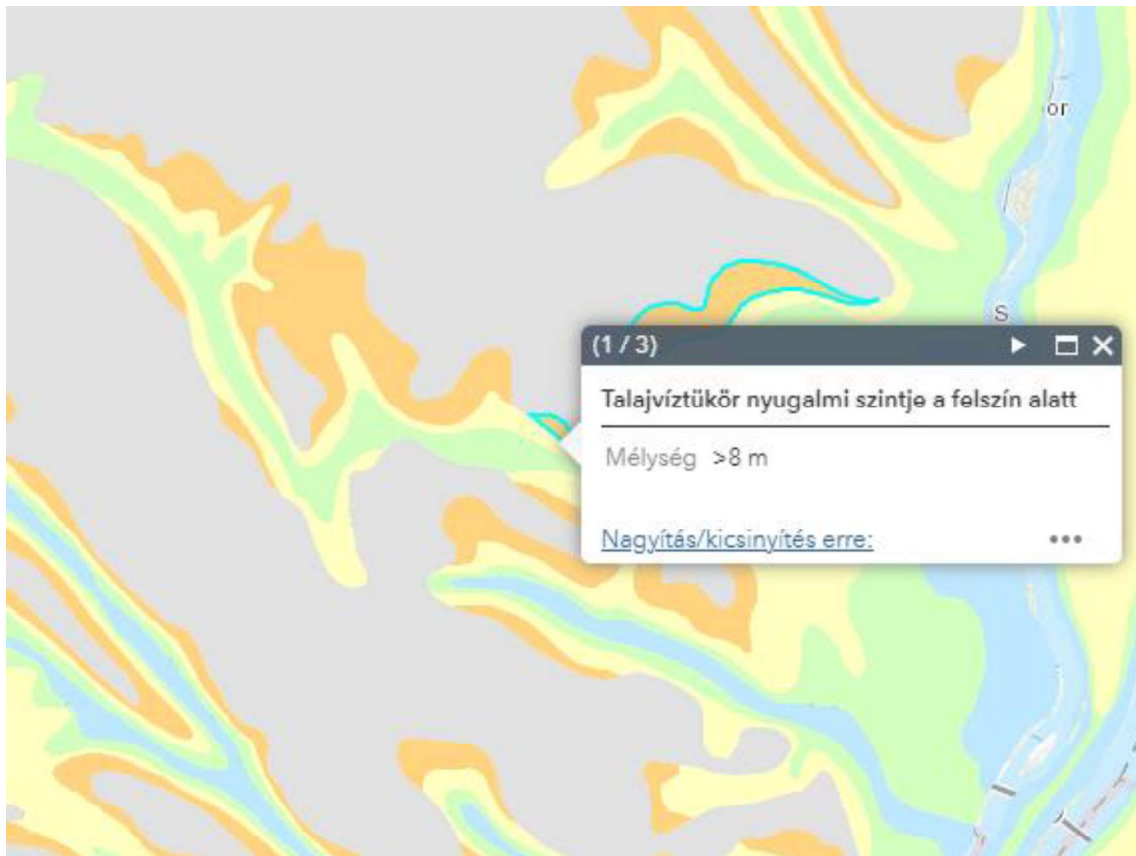 or
S
(1 / 3)
Talajvíztükör nyugalmi szintje a felszín alatt
Mélység >8 m
Nagyítás/kicsinyítés erre: